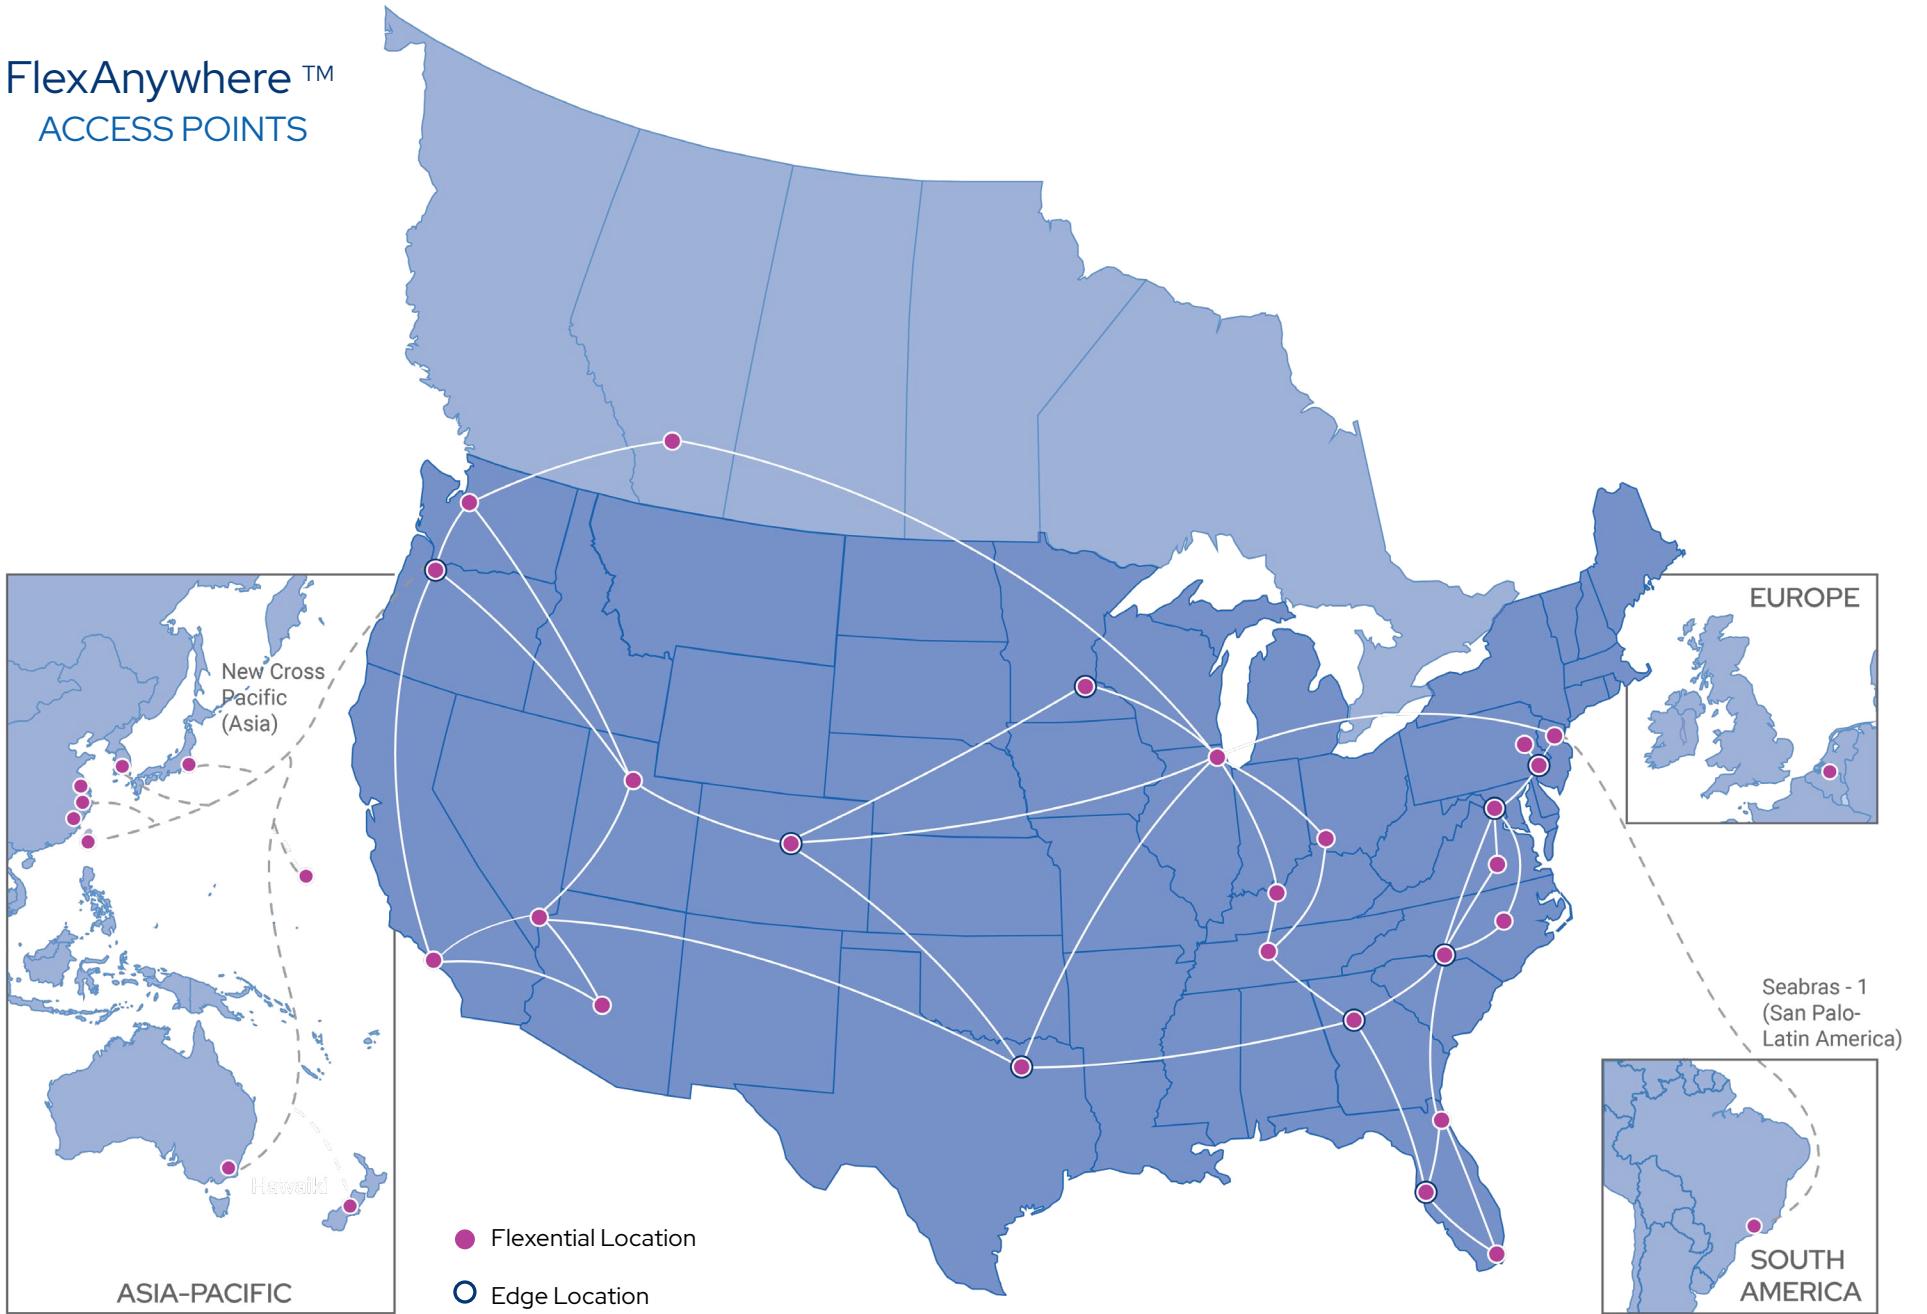 FlexAnywhere ™
ACCESS POINTS
New Cross
Pacific
(Asia)
EUROPE
Seabras - 1
(San Palo-
Latin America)
Hawaiki
Flexential Location
Edge Location
ASIA-PACIFIC
SOUTH
AMERICA